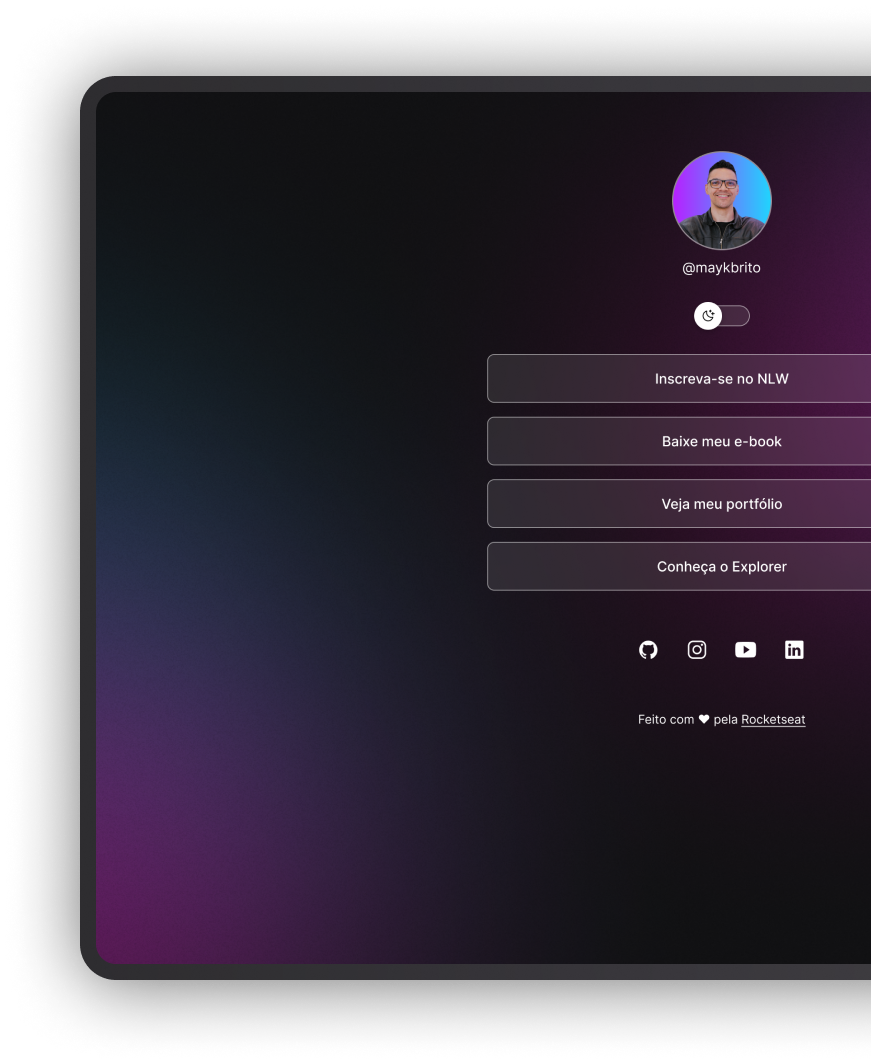 @maykbrito
Inscreva-se no NLW
Baixe meu e-book
Veja meu portfólio
Conheça o Explorer
Feito com ♥ pela Rocketseat